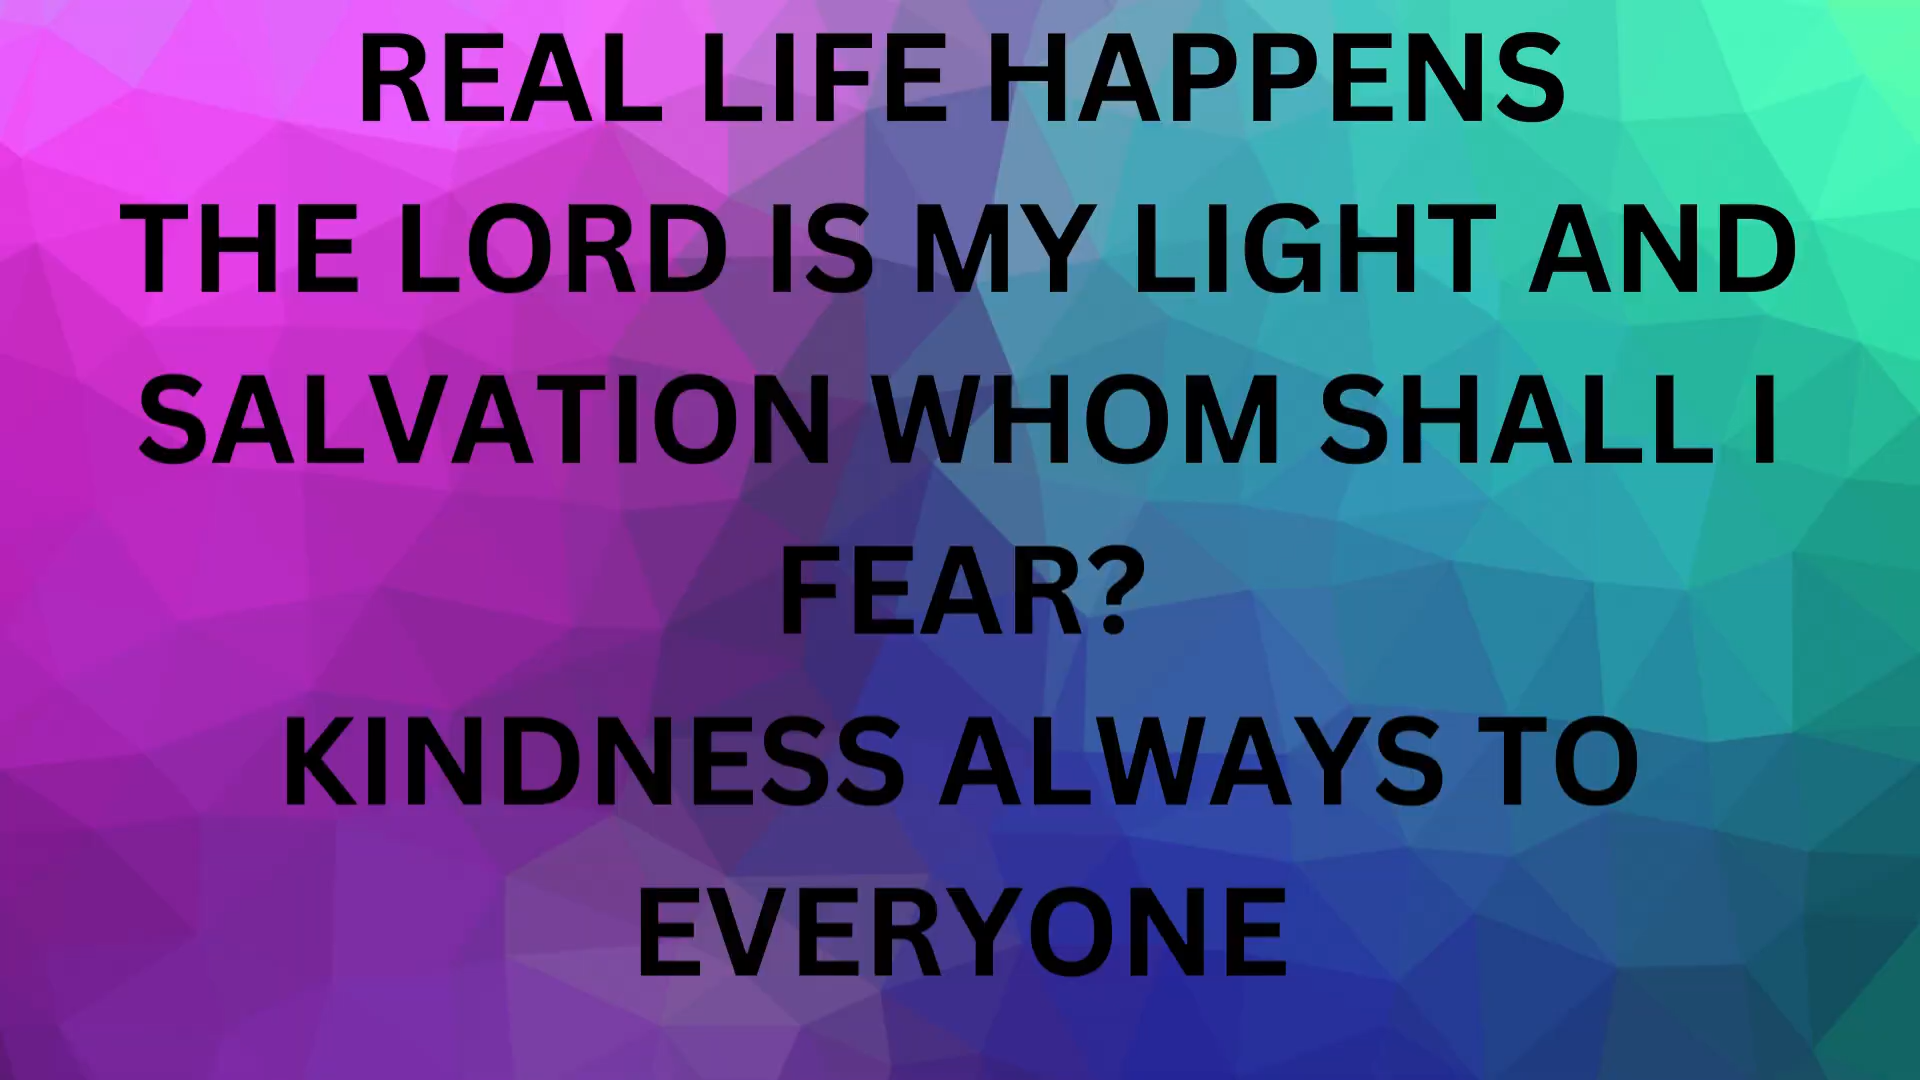 REAL LIFE HAPPENS
THE LORD IS MY LIGHT AND
SALVATION WHOM SHALL I
FEAR?
KINDNESS ALWAYS TO
EVERYONE